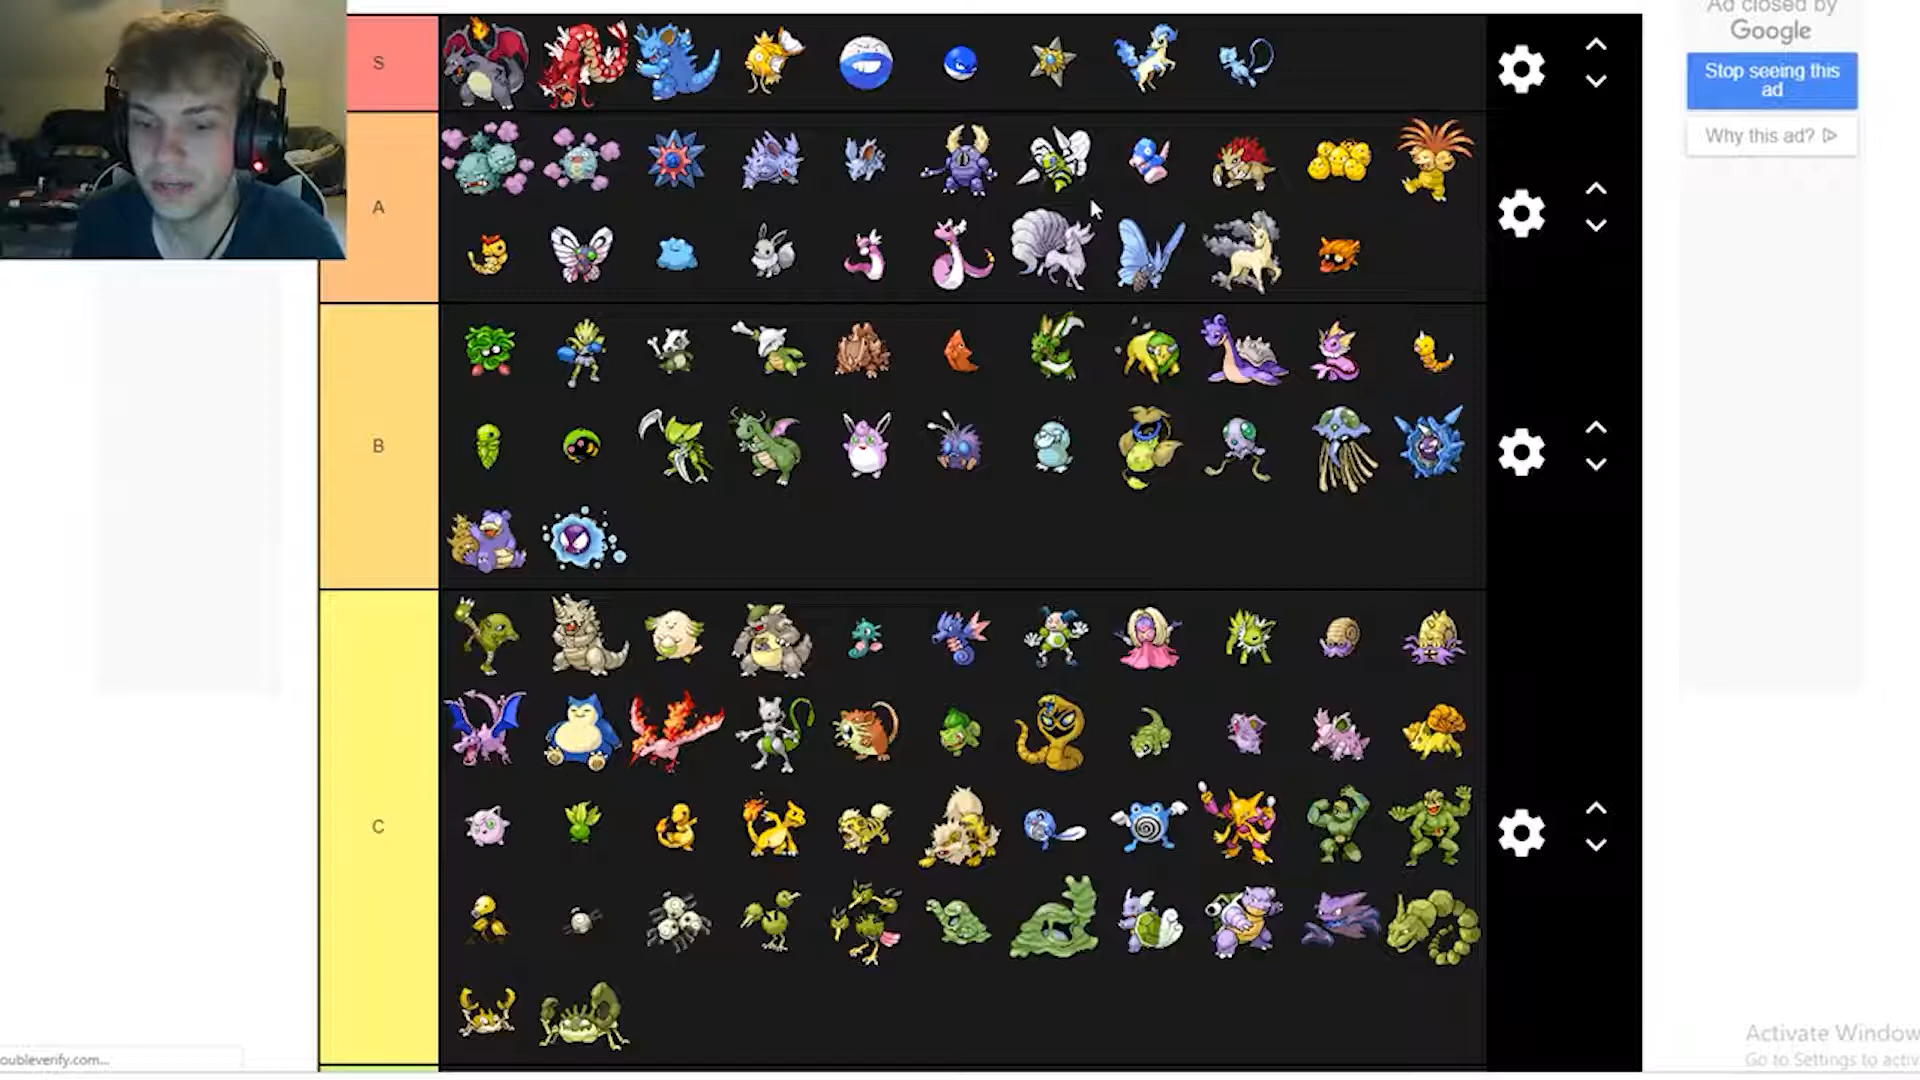 Ad closed by
Google
Stop seeing this
ad
Why this ad?
S
A
B
C
oubleverify.com...
Activate Window
Go to Settings to activ